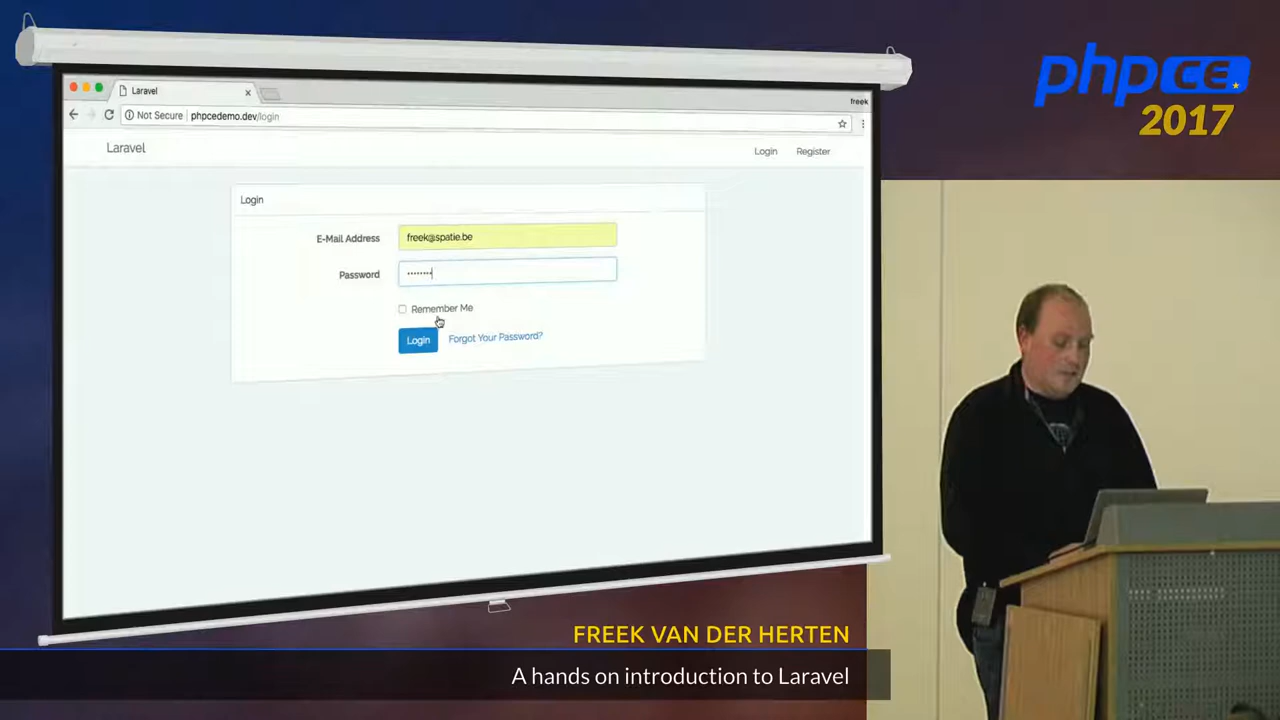 Laravel
freek
Not Secure | phpcedemo.dev/login
Laravel
Login
Register
Login
E-Mail Address
freek@spatie.be
Password
••••••••
Remember Me
Login
Forgot Your Password?
phpCE
2017
FREEK VAN DER HERTEN
A hands on introduction to Laravel